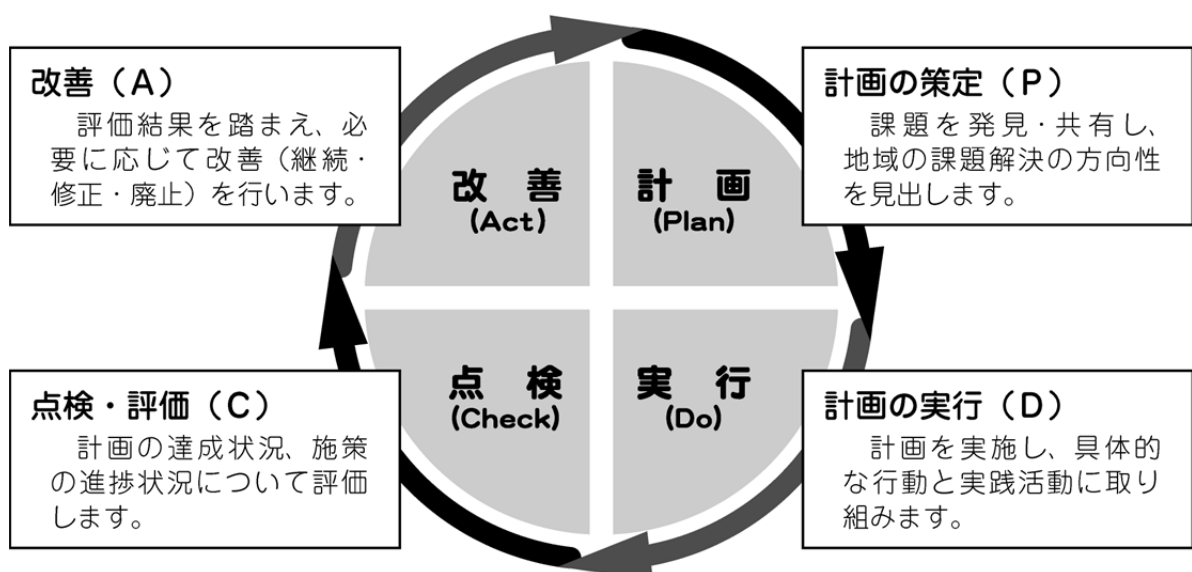 改善（A）
評価結果を踏まえ、必
要に応じて改善（継続・
修正・廃止）を行います。
計画の策定（P）
課題を発見・共有し、
地域の課題解決の方向性
を見出します。
改善
(Act)
計画
(Plan)
点検
(Check)
実行
(Do)
点検・評価（C）
計画の達成状況、施策
の進捗状況について評価
します。
計画の実行（D）
計画を実施し、具体的
な行動と実践活動に取り
組みます。